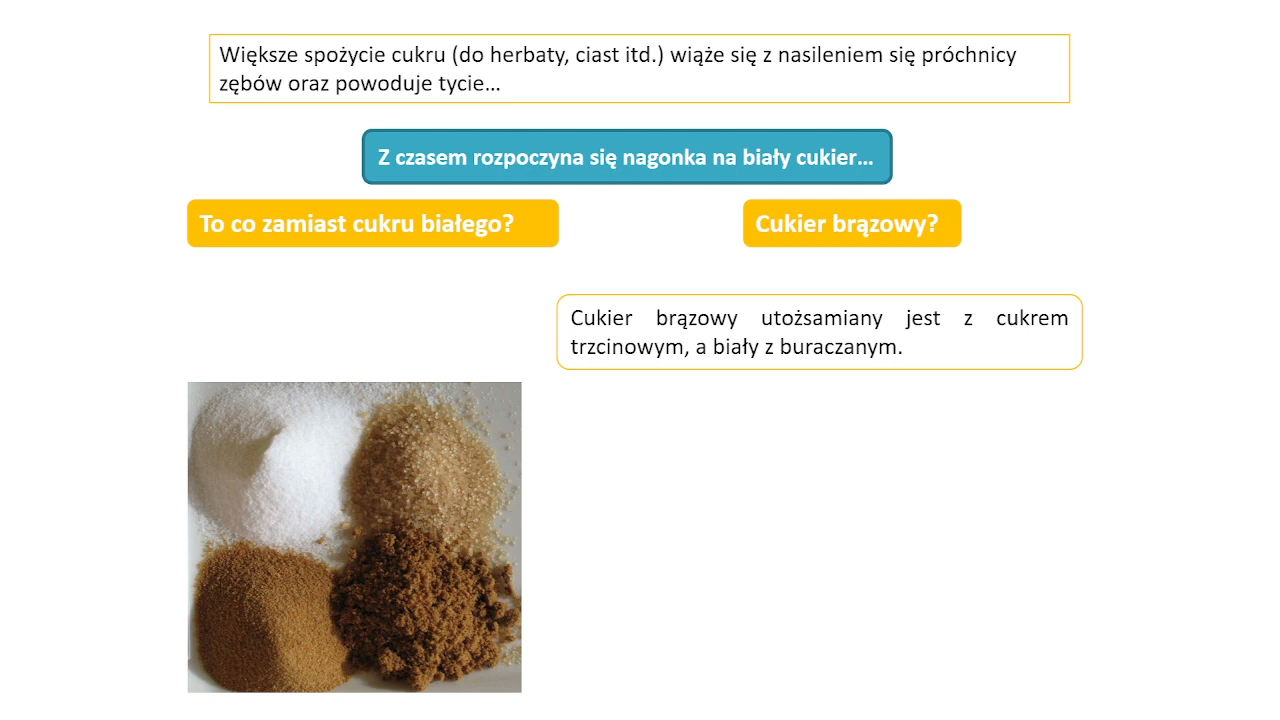 Większe spożycie cukru (do herbaty, ciast itd.) wiąże się z nasileniem się próchnicy
zębów oraz powoduje tycie…
Z czasem rozpoczyna się nagonka na biały cukier…
To co zamiast cukru białego?
Cukier brązowy?
Cukier brązowy utożsamiany jest z cukrem
trzcinowym, a biały z buraczanym.